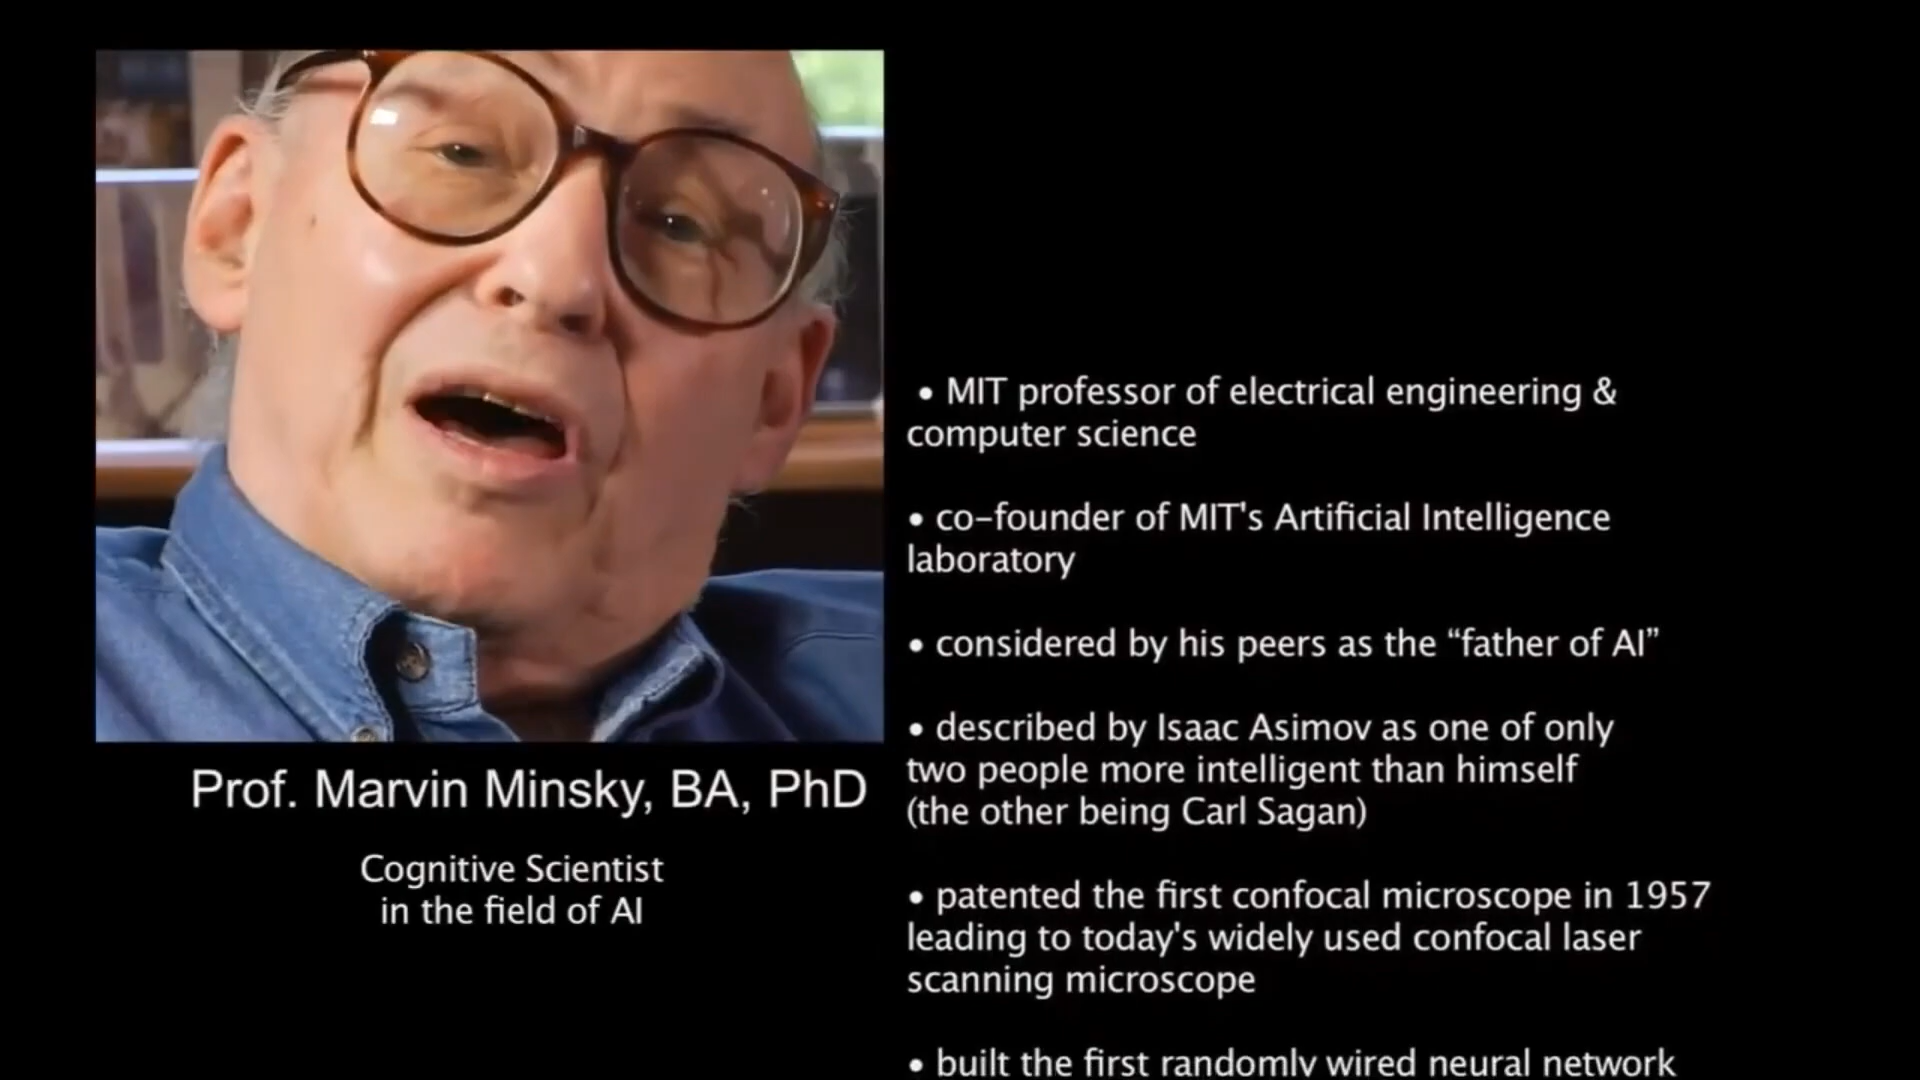 Prof. Marvin Minsky, BA, PhD
Cognitive Scientist
in the field of AI
• MIT professor of electrical engineering &
computer science
• co-founder of MIT's Artificial Intelligence
laboratory
• considered by his peers as the “father of AI”
• described by Isaac Asimov as one of only
two people more intelligent than himself
(the other being Carl Sagan)
• patented the first confocal microscope in 1957
leading to today's widely used confocal laser
scanning microscope
• built the first randomly wired neural network